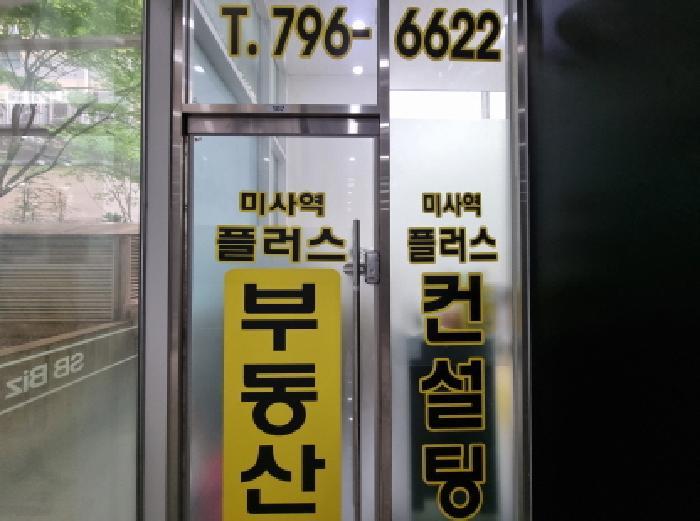 T. 796-6622
미사역
플러스
부동산
미사역
플러스
컨설팅
SB Biz